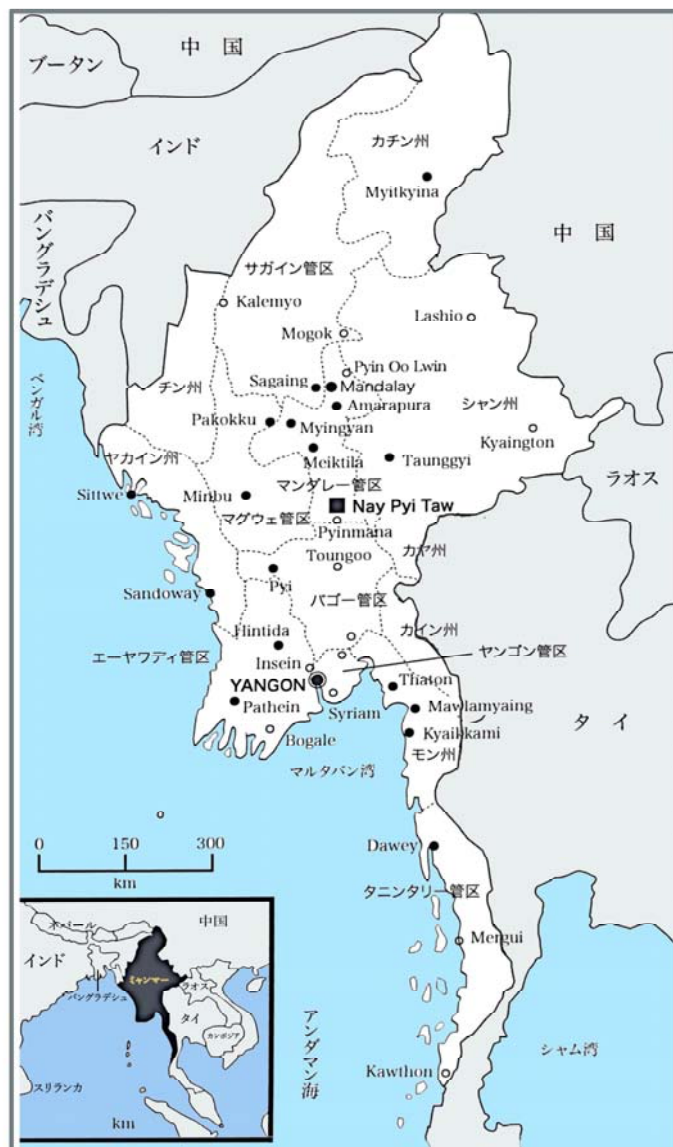 中国
ブータン
インド
カチン州
Myitkyina
バングラデシュ
中国
サガイン管区
Kalemyo
Lashio
Mogok
Pyin Oo Lwin
Sagaing
Mandalay
チン州
Amarapura
ベンガル湾
シャン州
Pakokku
Myingyan
Kyaington
Meiktila
Taunggyi
ヤカイン州
ラオス
マンダレー管区
Sittwe
Minbu
Nay Pyi Taw
マグウェ管区
Pyinmana
カヤ州
Toungoo
Pyi
Sandoway
バゴー管区
カイン州
Hintida
エーヤワディ管区
ヤンゴン管区
Insein
YANGON
Thaton
Pathein
Syriam
Mawlamyaing
タイ
Kyaikkami
Bogale
モン州
マルタバン湾
0 150 300
km
Dawey
タニンタリー管区
Mergui
アンダマン海
シャム湾
Kawthon
中国
ネパール
インド
ミャンマー
ラオス
バングラデシュ
タイ
カンボジア
スリランカ
km